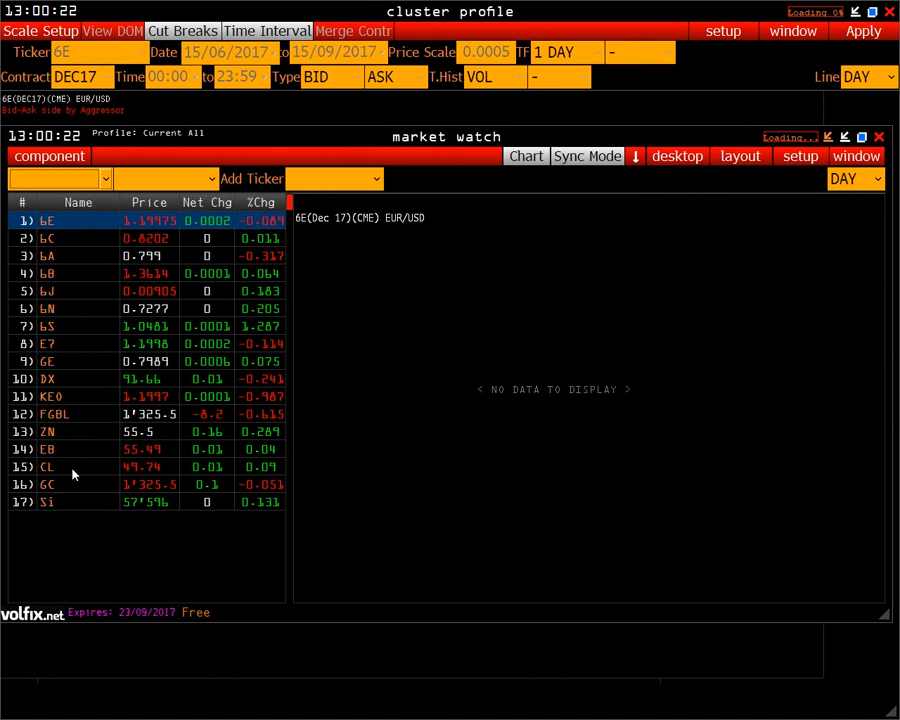 13:00:22 cluster profile Loading 0%
Scale Setup View DOM Cut Breaks Time Interval Merge Contr setup window Apply
Ticker 6E Date 15/06/2017 to 15/09/2017 Price Scale 0.0005 TF 1 DAY -
Contract DEC17 Time 00:00 to 23:59 Type BID ASK T.Hist VOL - Line DAY
6E(DEC17)(CME) EUR/USD
Bid-Ask side by Aggressor
13:00:22 Profile: Current All market watch Loading...
component Chart Sync Mode ↓ desktop layout setup window
Add Ticker DAY
# Name Price Net Chg %Chg
1) 6E 1.19975 0.0002 -0.089
2) 6C 0.8202 0 0.011
3) 6A 0.799 0 -0.317
4) 6B 1.3614 0.0001 0.064
5) 6J 0.00905 0 0.183
6) 6N 0.7277 0 0.205
7) 6S 1.0481 0.0001 1.287
8) E7 1.1998 0.0002 -0.114
9) GE 0.7989 0.0006 0.075
10) DX 91.66 0.01 -0.241
11) KEO 1.1997 0.0001 -0.987
12) FGBL 1'325.5 -8.2 -0.615
13) ZN 55.5 0.16 0.289
14) EB 55.49 0.01 0.04
15) CL 49.74 0.01 0.09
16) GC 1'325.5 0.1 -0.051
17) Si 57'596 0 0.131
6E(Dec 17)(CME) EUR/USD
< NO DATA TO DISPLAY >
volfix.net Expires: 23/09/2017 Free